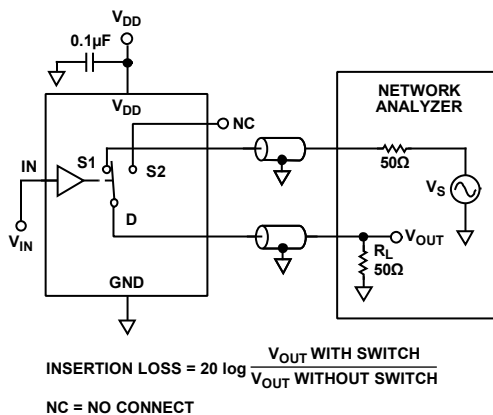 VDD
0.1µF
VDD
NC
NETWORK
ANALYZER
IN
S1
S2
50Ω
VS
D
VIN
VOUT
RL
50Ω
GND
INSERTION LOSS = 20 log VOUT WITH SWITCH
VOUT WITHOUT SWITCH
NC = NO CONNECT